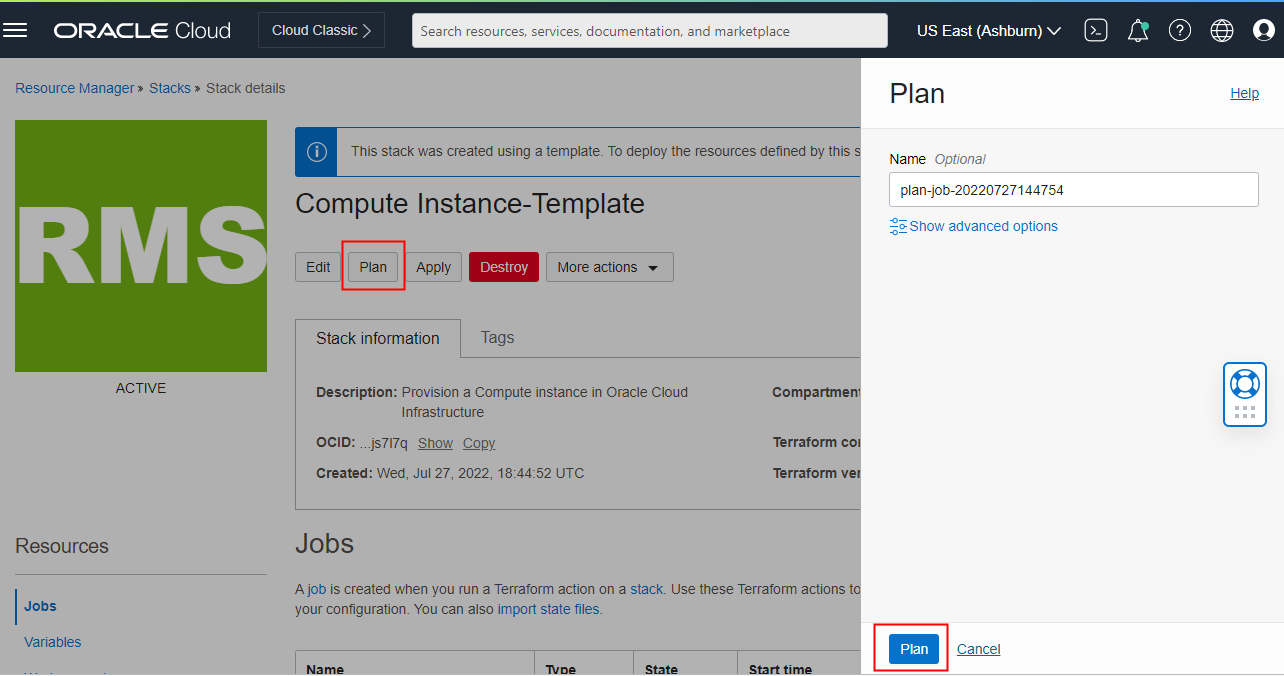 ORACLE Cloud
Cloud Classic
Search resources, services, documentation, and marketplace
US East (Ashburn)
Resource Manager » Stacks » Stack details
RMS
ACTIVE
This stack was created using a template. To deploy the resources defined by this s
Compute Instance-Template
Edit Plan Apply Destroy More actions
Stack information Tags
Description: Provision a Compute instance in Oracle Cloud
Infrastructure
OCID: ...js7l7q Show Copy
Created: Wed, Jul 27, 2022, 18:44:52 UTC
Compartment
Terraform co
Terraform ve
Resources
Jobs
Variables
Jobs
A job is created when you run a Terraform action on a stack. Use these Terraform actions to
your configuration. You can also import state files.
Name Type State Start time
Plan
Help
Name Optional
plan-job-20220727144754
Show advanced options
Plan Cancel